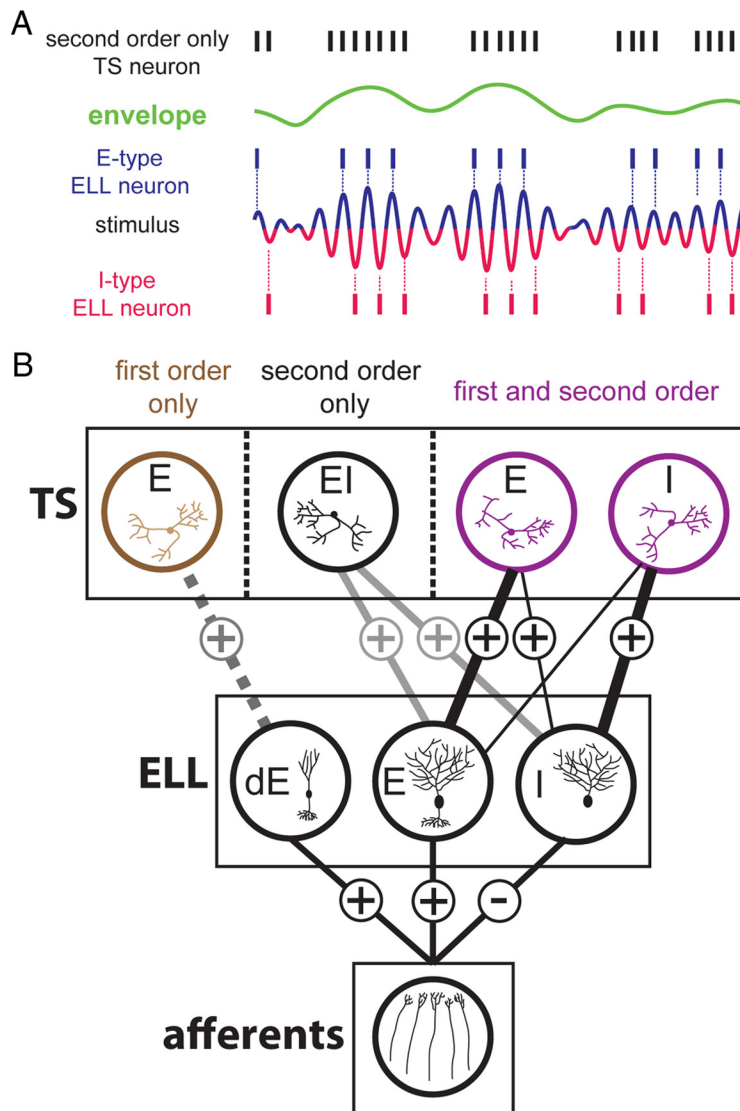 A
second order only
TS neuron
envelope
E-type
ELL neuron
stimulus
I-type
ELL neuron
B
first order
only
second order
only
first and second order
TS
E
EI
E
I
+
+
+
+
+
+
ELL
dE
E
I
+
+
-
afferents